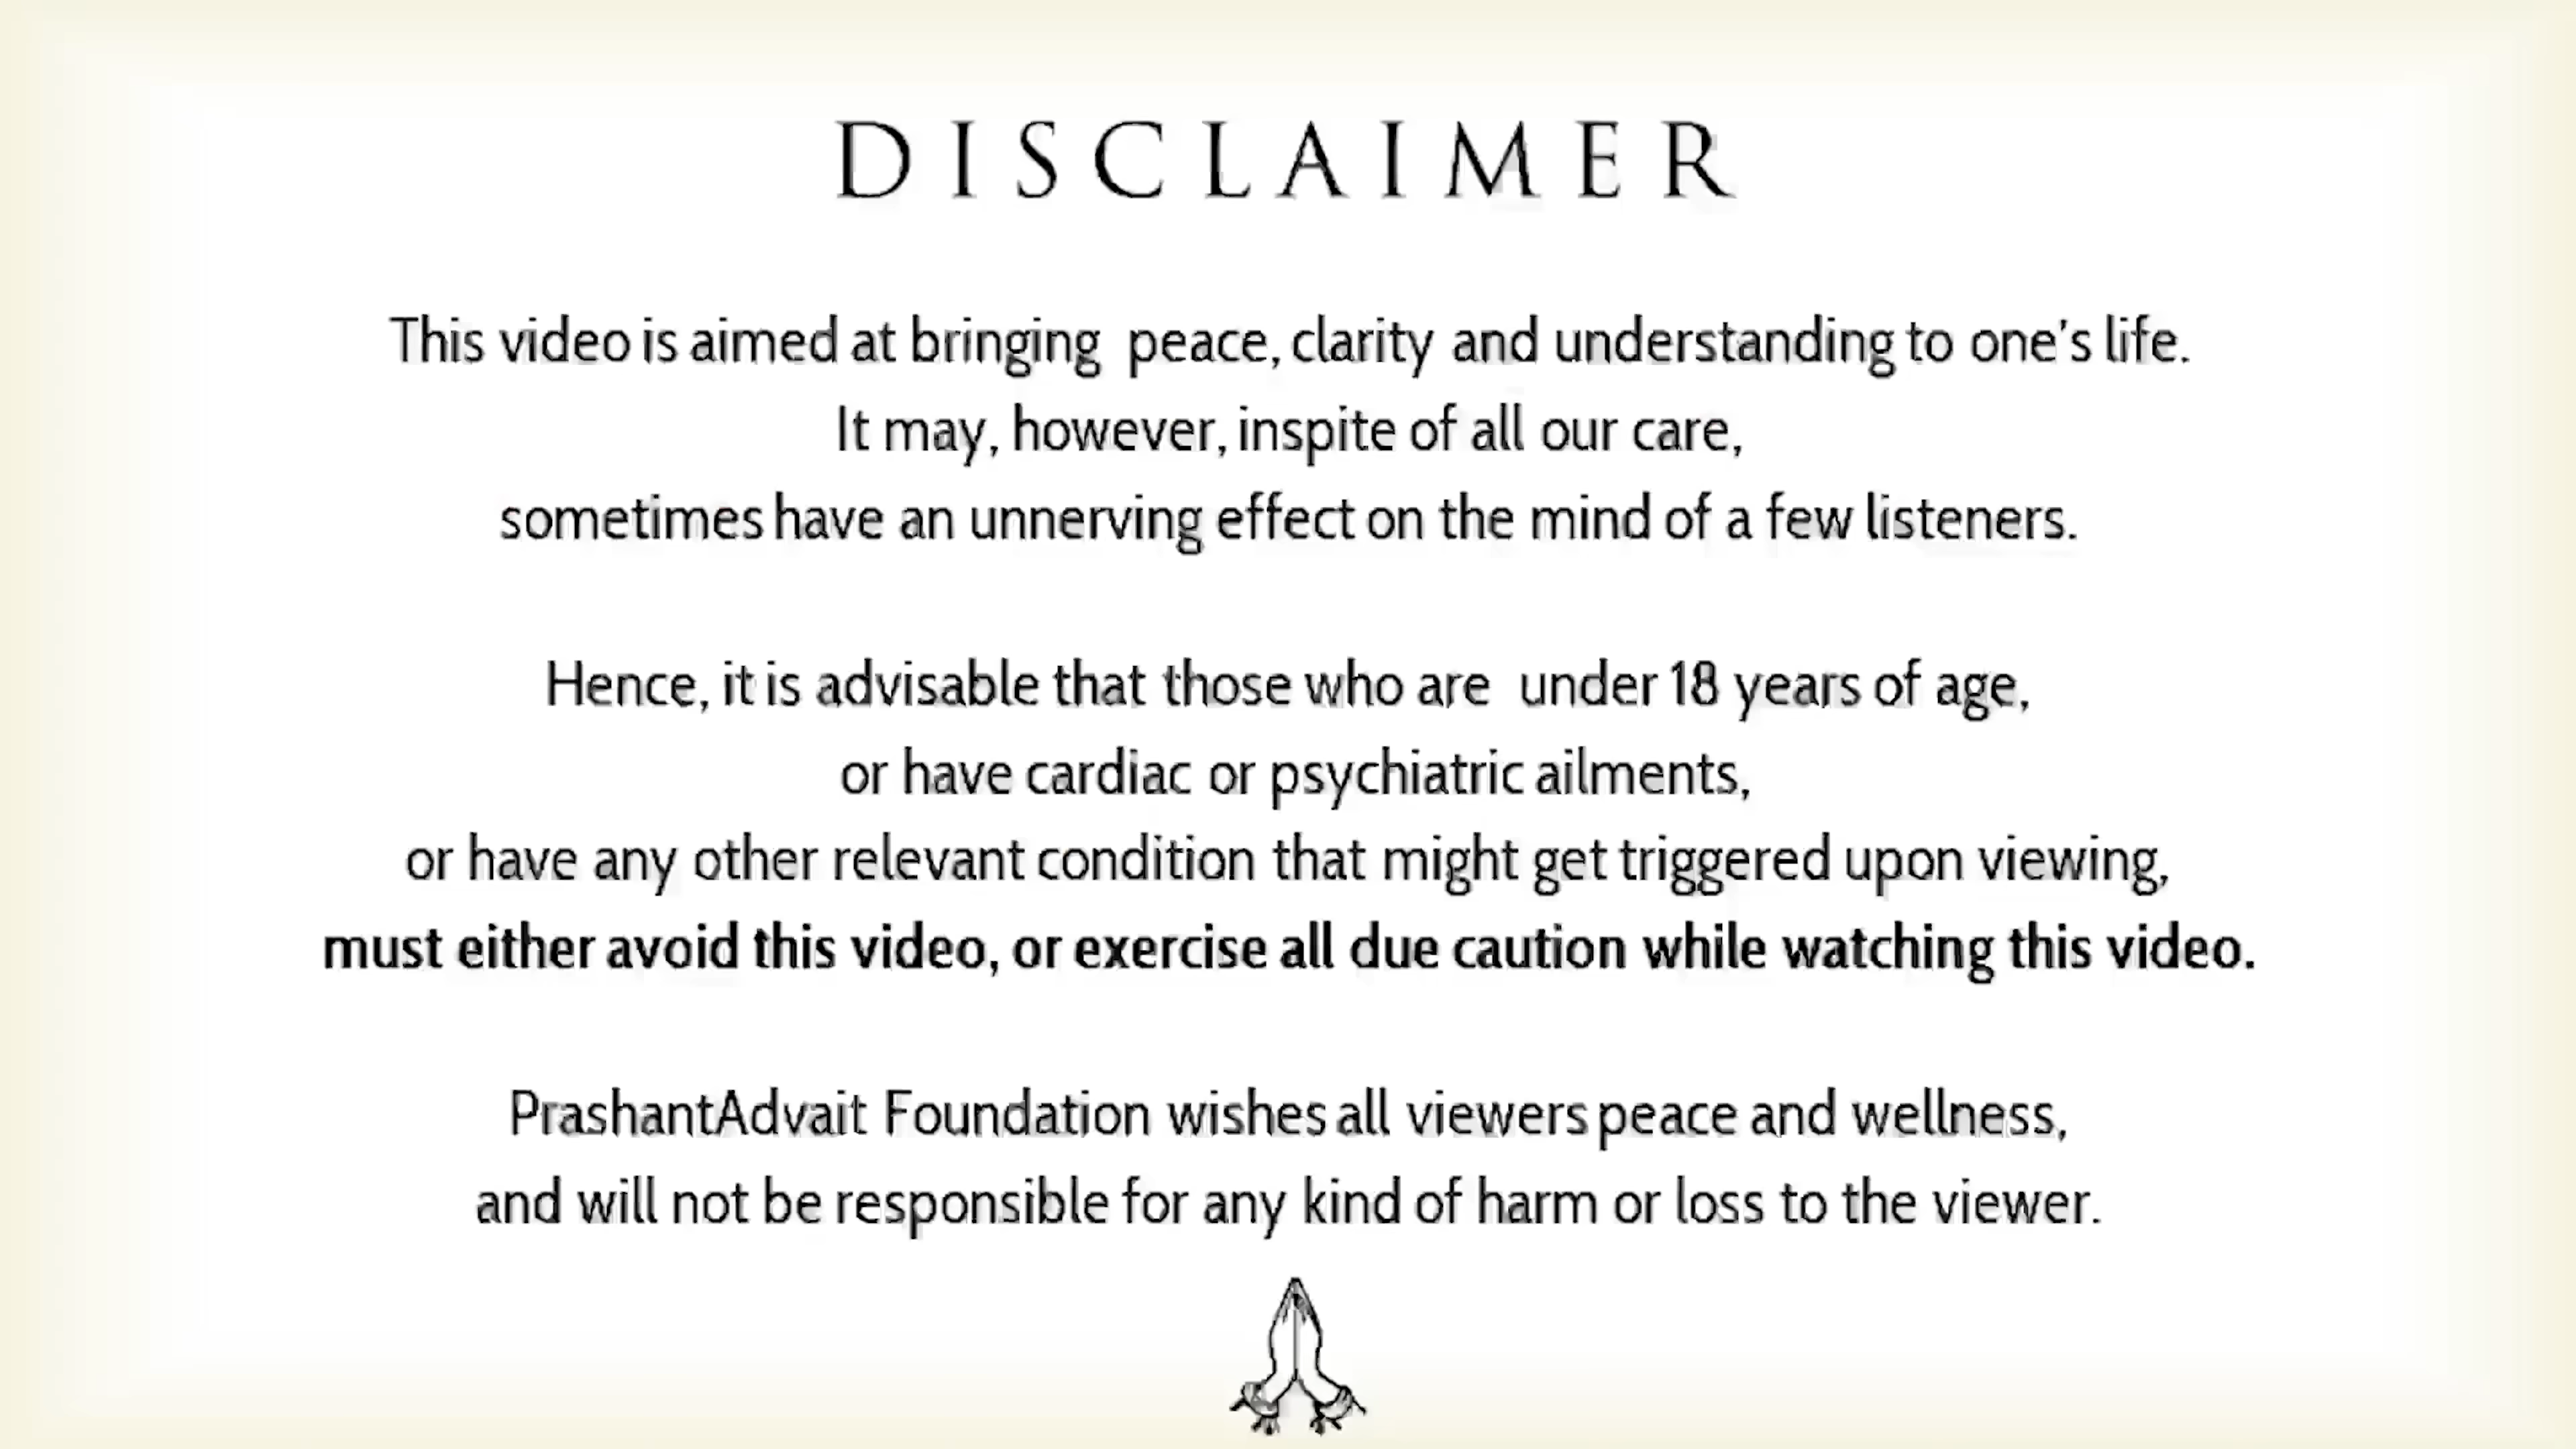 DISCLAIMER
This video is aimed at bringing peace, clarity and understanding to one's life.
It may, however, inspite of all our care,
sometimes have an unnerving effect on the mind of a few listeners.
Hence, it is advisable that those who are under 18 years of age,
or have cardiac or psychiatric ailments,
or have any other relevant condition that might get triggered upon viewing,
must either avoid this video, or exercise all due caution while watching this video.
PrashantAdvait Foundation wishes all viewers peace and wellness,
and will not be responsible for any kind of harm or loss to the viewer.